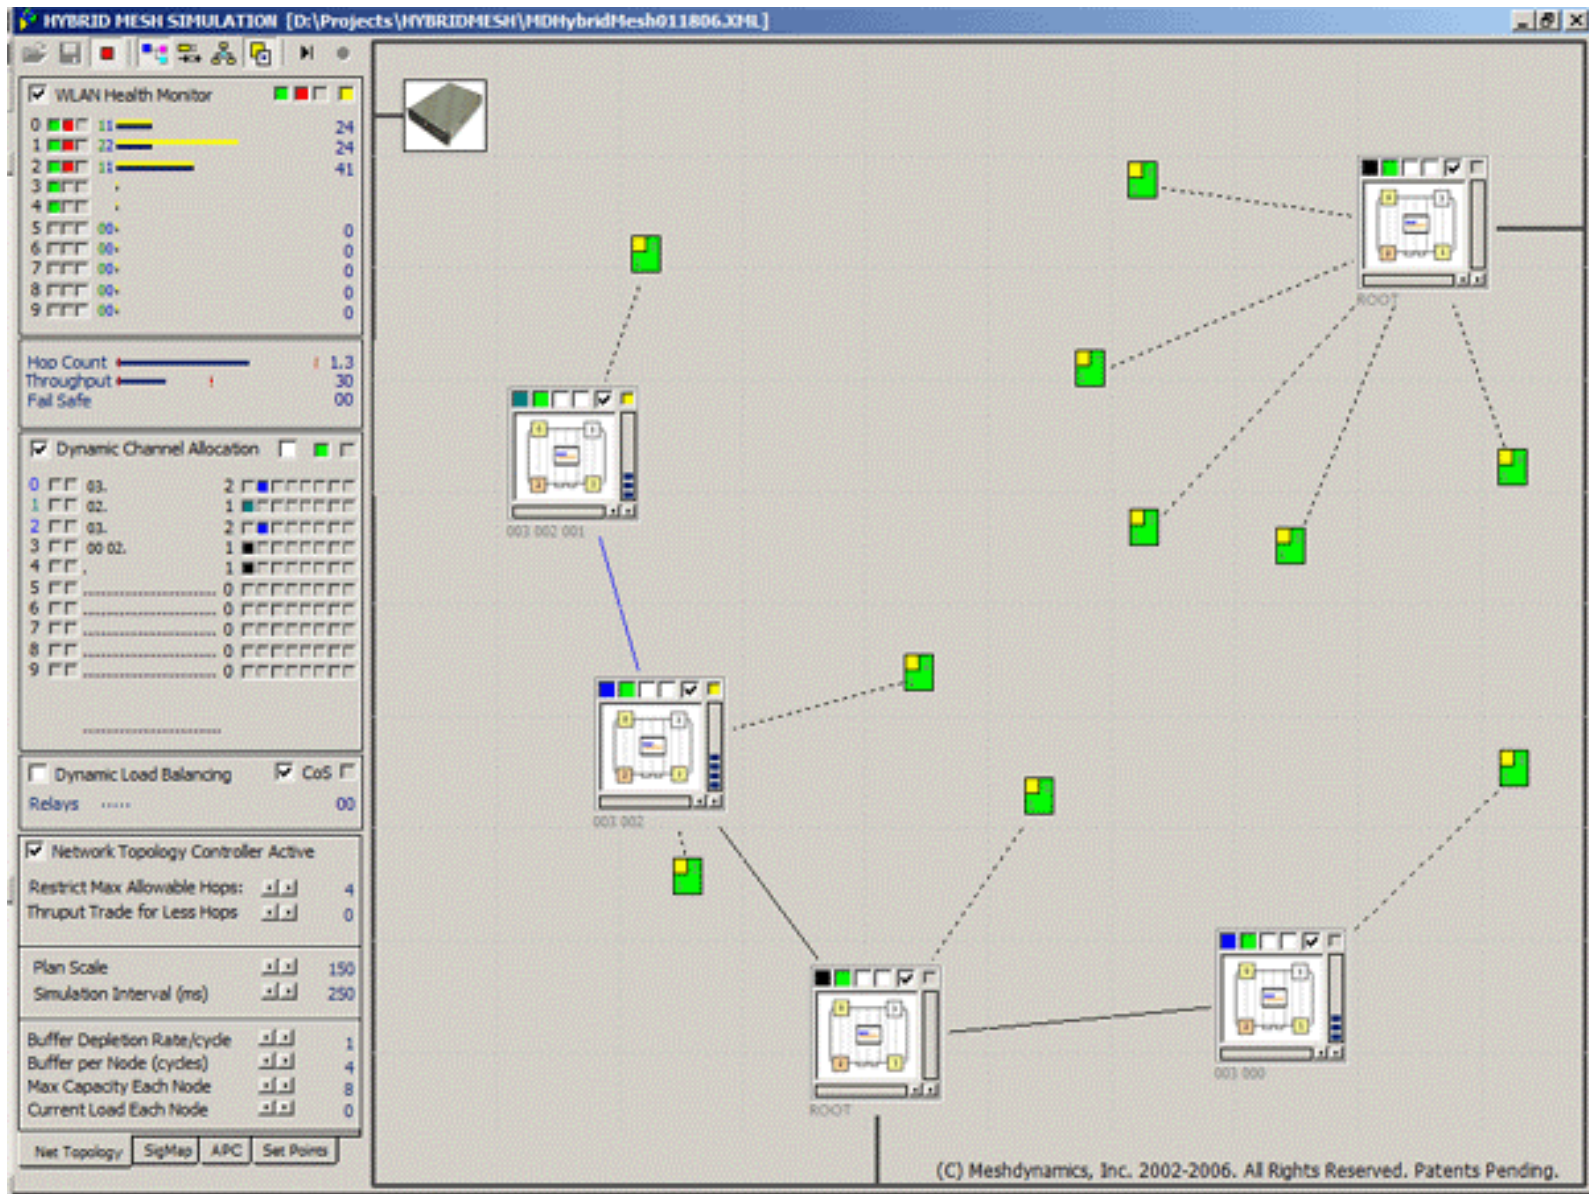 HYBRID MESH SIMULATION [D:\Projects\HYBRIDMESH\MDHybridMesh011806.XML]
WLAN Health Monitor
0 11 24
1 22 24
2 11 41
3
4
5 00 0
6 00 0
7 00 0
8 00 0
9 00 0
Hop Count 1.3
Throughput 30
Fail Safe 00
Dynamic Channel Allocation
0 03. 2
1 02. 1
2 03. 2
3 00 02. 1
4 . 1
5 0
6 0
7 0
8 0
9 0
Dynamic Load Balancing CoS
Relays 00
Network Topology Controller Active
Restrict Max Allowable Hops: 4
Thruput Trade for Less Hops 0
Plan Scale 150
Simulation Interval (ms) 250
Buffer Depletion Rate/cycle 1
Buffer per Node (cycles) 4
Max Capacity Each Node 8
Current Load Each Node 0
Net Topology SigMap APC Set Points
ROOT
003 002 001
003 002
003 000
ROOT
(C) Meshdynamics, Inc. 2002-2006. All Rights Reserved. Patents Pending.